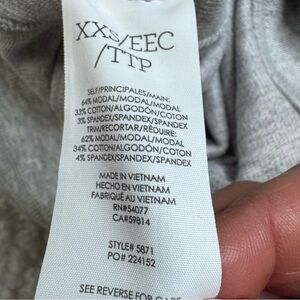 XXS/EEC
/TTP
SELF/PRINCIPALES/MAIN:
64% MODAL/MODAL/MODAL
33% COTTON/ALGODÓN/COTON
3% SPANDEX/SPANDEX/SPANDEX
TRIM/RECORTAR/RÉDUIRE:
62% MODAL/MODAL/MODAL
34% COTTON/ALGODÓN/COTON
4% SPANDEX/SPANDEX/SPANDEX
MADE IN VIETNAM
HECHO EN VIETNAM
FABRIQUÉ AU VIETNAM
RN#54077
CA#59814
STYLE# 5871
PO# 224152
SEE REVERSE FOR CARE